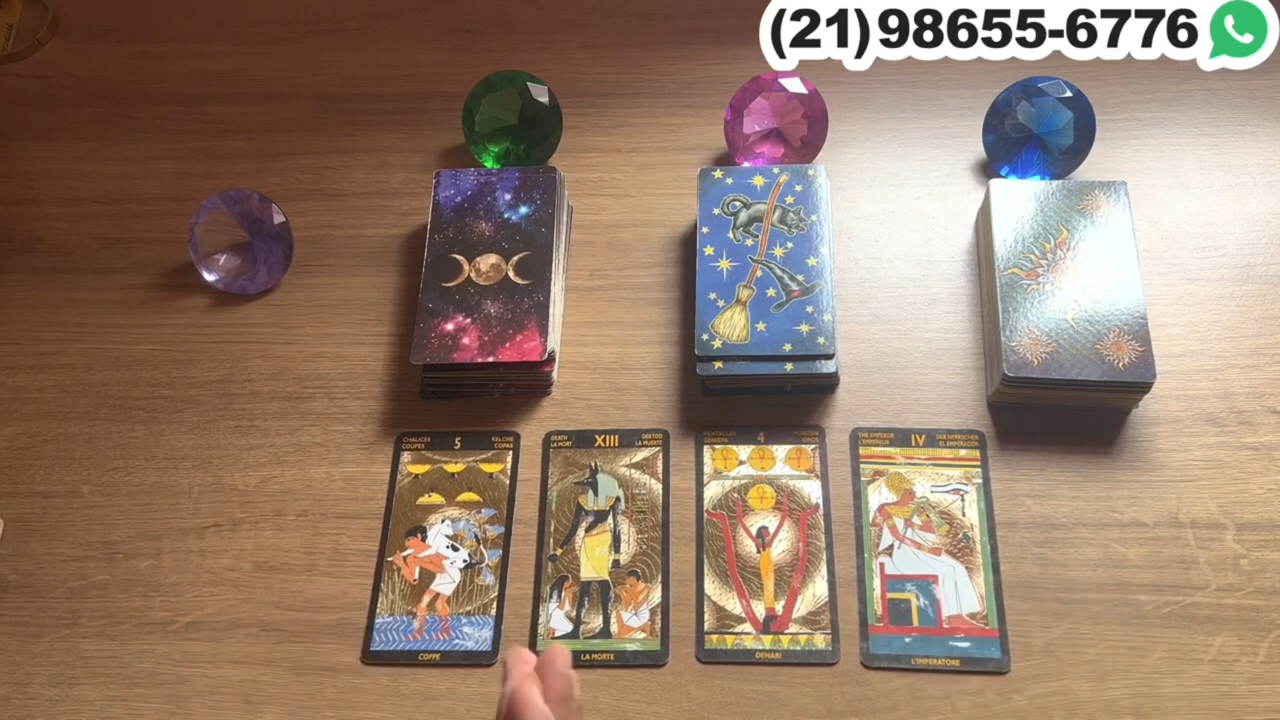 (21)98655-6776
CHALICES
COUPES
5
KELCHE
COPAS
COPPE
DEATH
LA MORT
XIII
DER TOD
LA MUERTE
LA MORTE
PENTACLES
DENIERS
4
MÜNZEN
OROS
DENARI
THE EMPEROR
L'EMPEREUR
IV
DER HERRSCHER
EL EMPERADOR
L'IMPERATORE